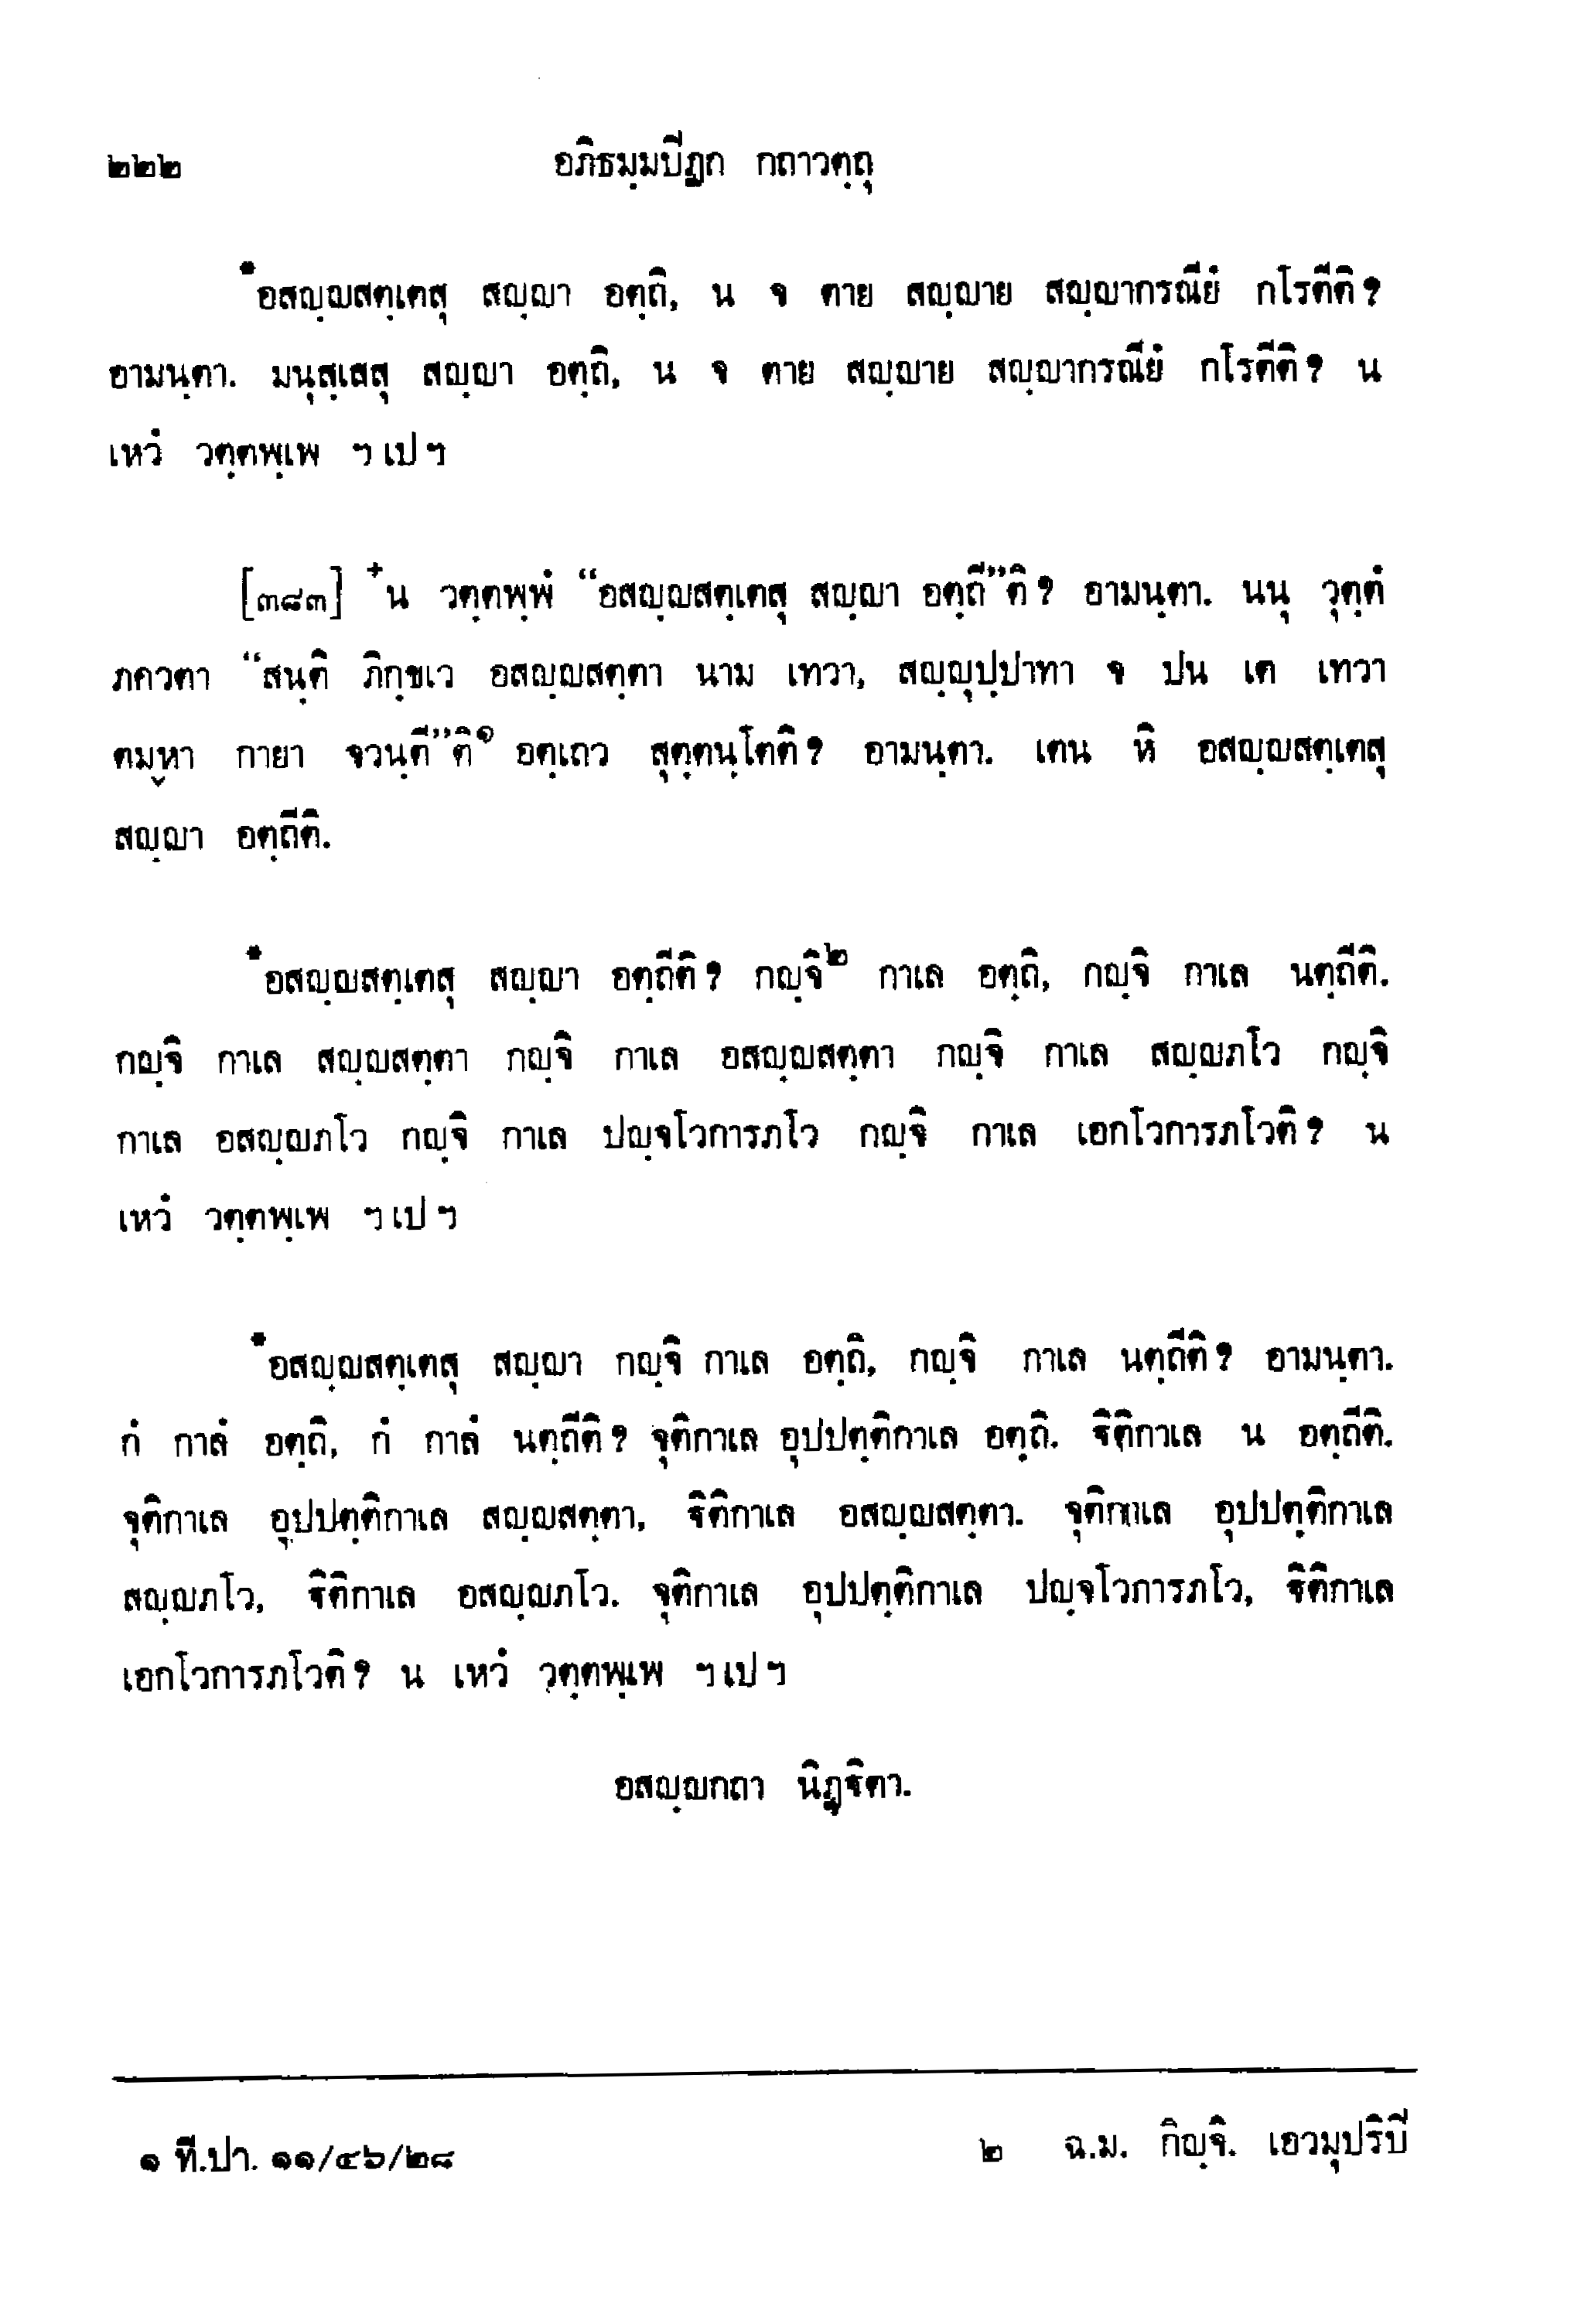 ๒๒๒ อภิธมฺมปิฏก กถาวตฺถุ
*อสญฺญสตฺเตสุ สญฺญา อตฺถิ, น จ ตาย สญฺญาย สญฺญากรณียํ กโรตีติ?
อามนฺตา. มนุสฺเสสุ สญฺญา อตฺถิ, น จ ตาย สญฺญาย สญฺญากรณียํ กโรตีติ? น
เหวํ วตฺตพฺเพ ฯเปฯ
[๓๘๓] +น วตฺตพฺพํ “อสญฺญสตฺเตสุ สญฺญา อตฺถี”ติ? อามนฺตา. นนุ วุตฺตํ
ภควตา “สนฺติ ภิกฺขเว อสญฺญสตฺตา นาม เทวา, สญฺญุปฺปาทา จ ปน เต เทวา
ตมฺหา กายา จวนฺตี”ติ๑ อตฺเถว สุตฺตนฺโตติ? อามนฺตา. เตน หิ อสญฺญสตฺเตสุ
สญฺญา อตฺถีติ.
*อสญฺญสตฺเตสุ สญฺญา อตฺถีติ? กญฺจิ๒ กาเล อตฺถิ, กญฺจิ กาเล นตฺถีติ.
กญฺจิ กาเล สญฺญสตฺตา กญฺจิ กาเล อสญฺญสตฺตา กญฺจิ กาเล สญฺญภโว กญฺจิ
กาเล อสญฺญภโว กญฺจิ กาเล ปญฺจโวการภโว กญฺจิ กาเล เอกโวการภโวติ? น
เหวํ วตฺตพฺเพ ฯเปฯ
*อสญฺญสตฺเตสุ สญฺญา กญฺจิ กาเล อตฺถิ, กญฺจิ กาเล นตฺถีติ? อามนฺตา.
กํ กาลํ อตฺถิ, กํ กาลํ นตฺถีติ? จุติกาเล อุปปตฺติกาเล อตฺถิ. ฐิติกาเล น อตฺถีติ.
จุติกาเล อุปปตฺติกาเล สญฺญสตฺตา, ฐิติกาเล อสญฺญสตฺตา. จุติกาเล อุปปตฺติกาเล
สญฺญภโว, ฐิติกาเล อสญฺญภโว. จุติกาเล อุปปตฺติกาเล ปญฺจโวการภโว, ฐิติกาเล
เอกโวการภโวติ? น เหวํ วตฺตพฺเพ ฯเปฯ
อสญฺญกถา นิฏฺฐิตา.
๑ ที.ปา. ๑๑/๔๖/๒๘ ๒ ฉ.ม. กิญฺจิ. เอวมุปริปี